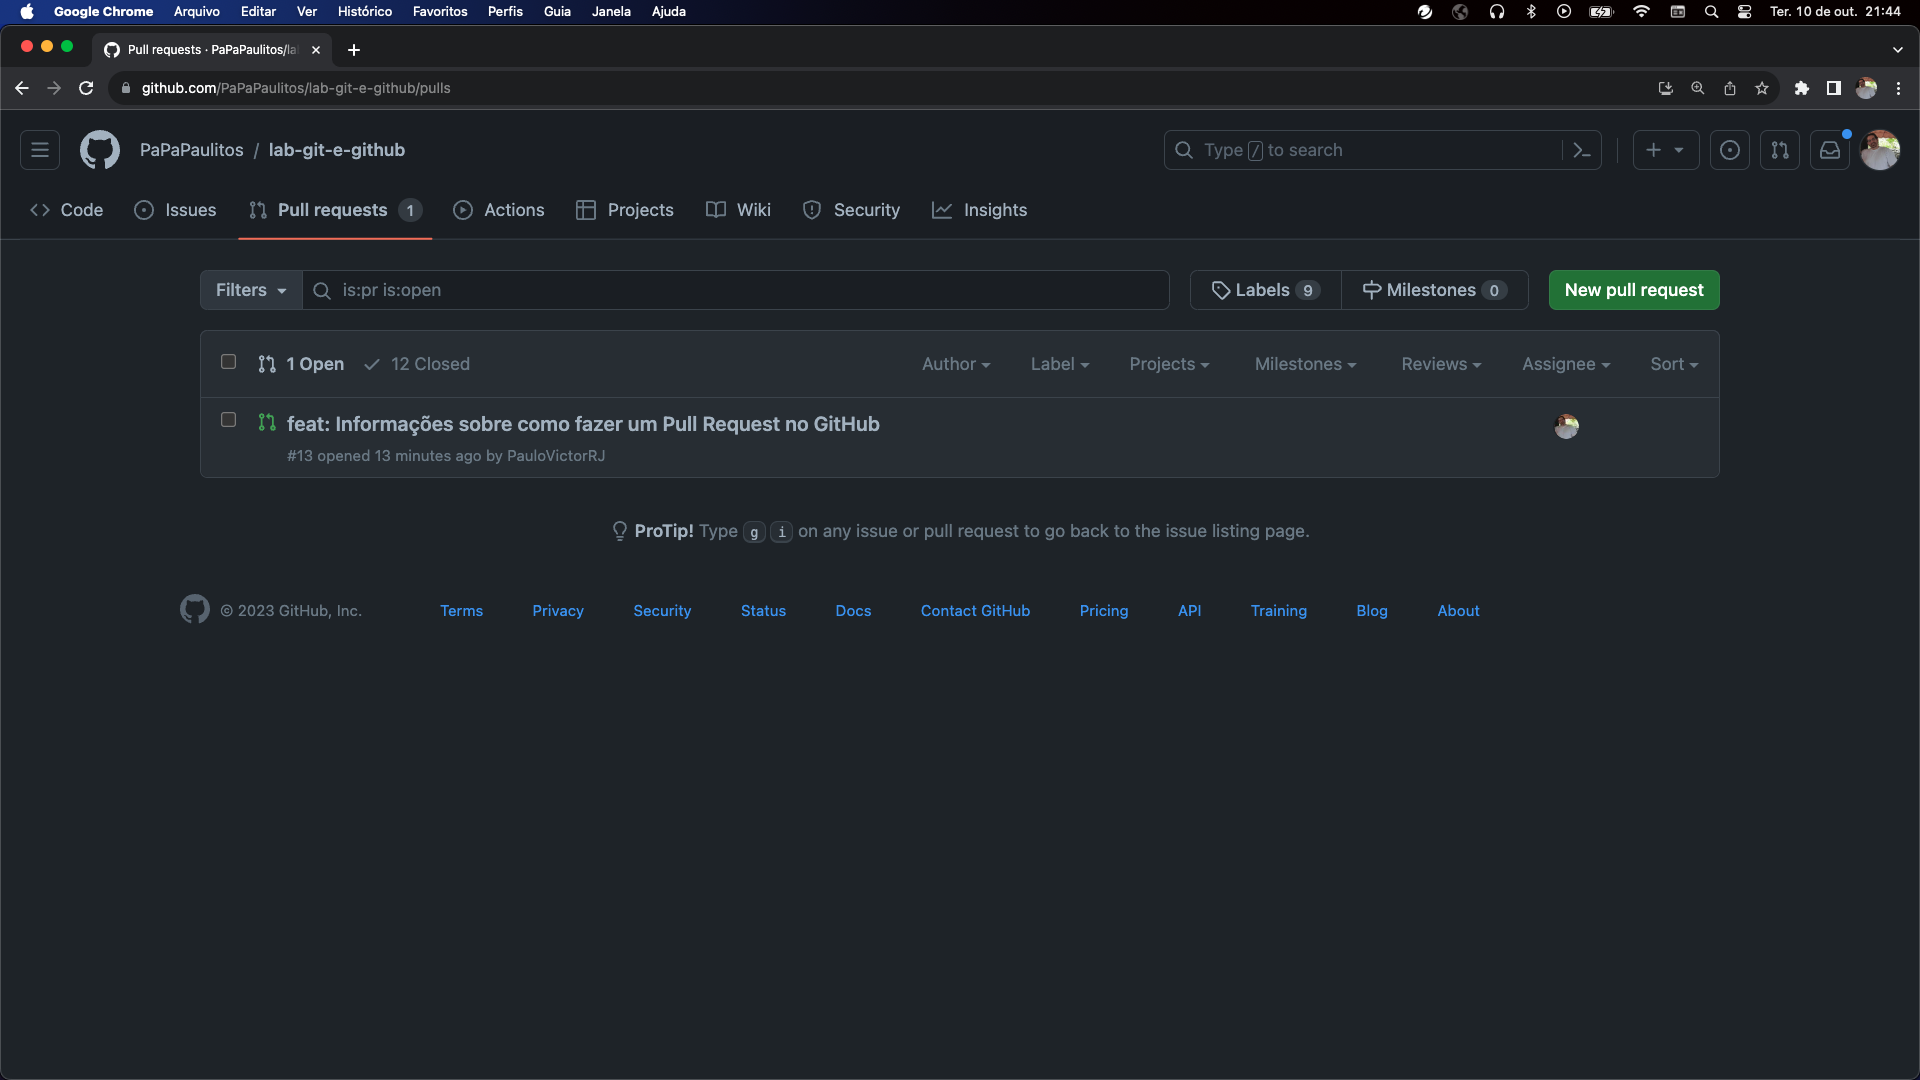 Google Chrome Arquivo Editar Ver Histórico Favoritos Perfis Guia Janela Ajuda Ter. 10 de out. 21:44
Pull requests · PaPaPaulitos/la
github.com/PaPaPaulitos/lab-git-e-github/pulls
PaPaPaulitos / lab-git-e-github Type / to search
Code Issues Pull requests 1 Actions Projects Wiki Security Insights
Filters is:pr is:open Labels 9 Milestones 0 New pull request
1 Open 12 Closed Author Label Projects Milestones Reviews Assignee Sort
feat: Informações sobre como fazer um Pull Request no GitHub
#13 opened 13 minutes ago by PauloVictorRJ
ProTip! Type g i on any issue or pull request to go back to the issue listing page.
© 2023 GitHub, Inc. Terms Privacy Security Status Docs Contact GitHub Pricing API Training Blog About